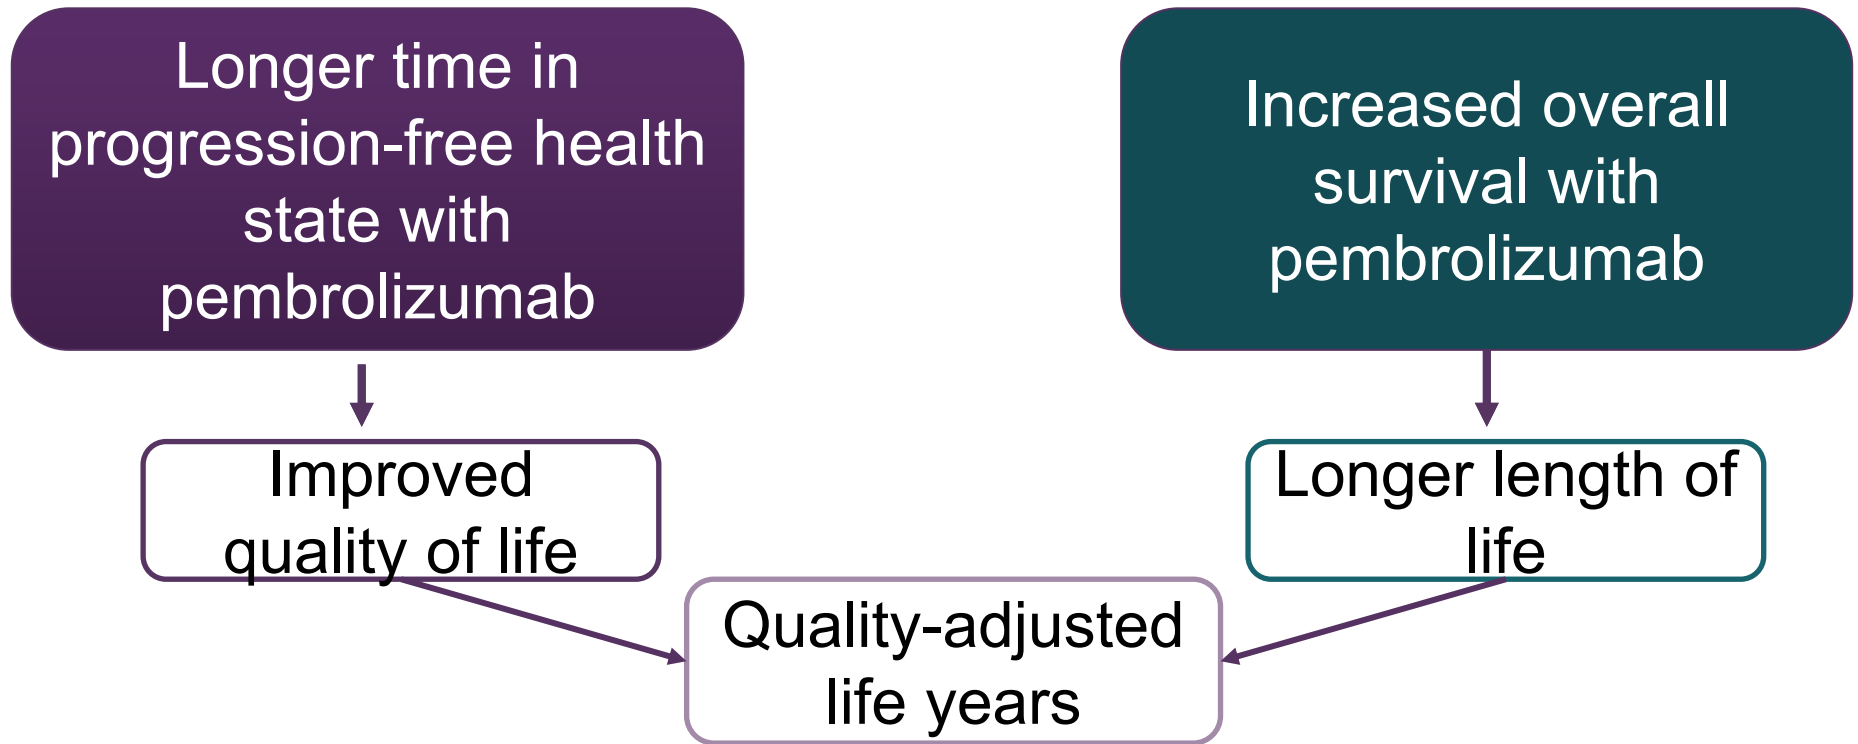 Longer time in
progression-free health
state with
pembrolizumab
Increased overall
survival with
pembrolizumab
Improved
quality of life
Longer length of
life
Quality-adjusted
life years